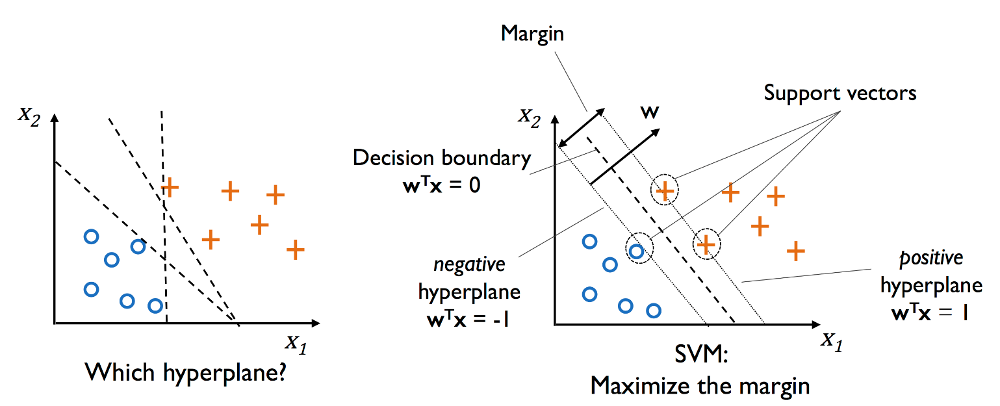 x₂
x₁
Which hyperplane?
Margin
Support vectors
x₂
w
Decision boundary
wᵀx = 0
negative
hyperplane
wᵀx = -1
positive
hyperplane
wᵀx = 1
x₁
SVM:
Maximize the margin